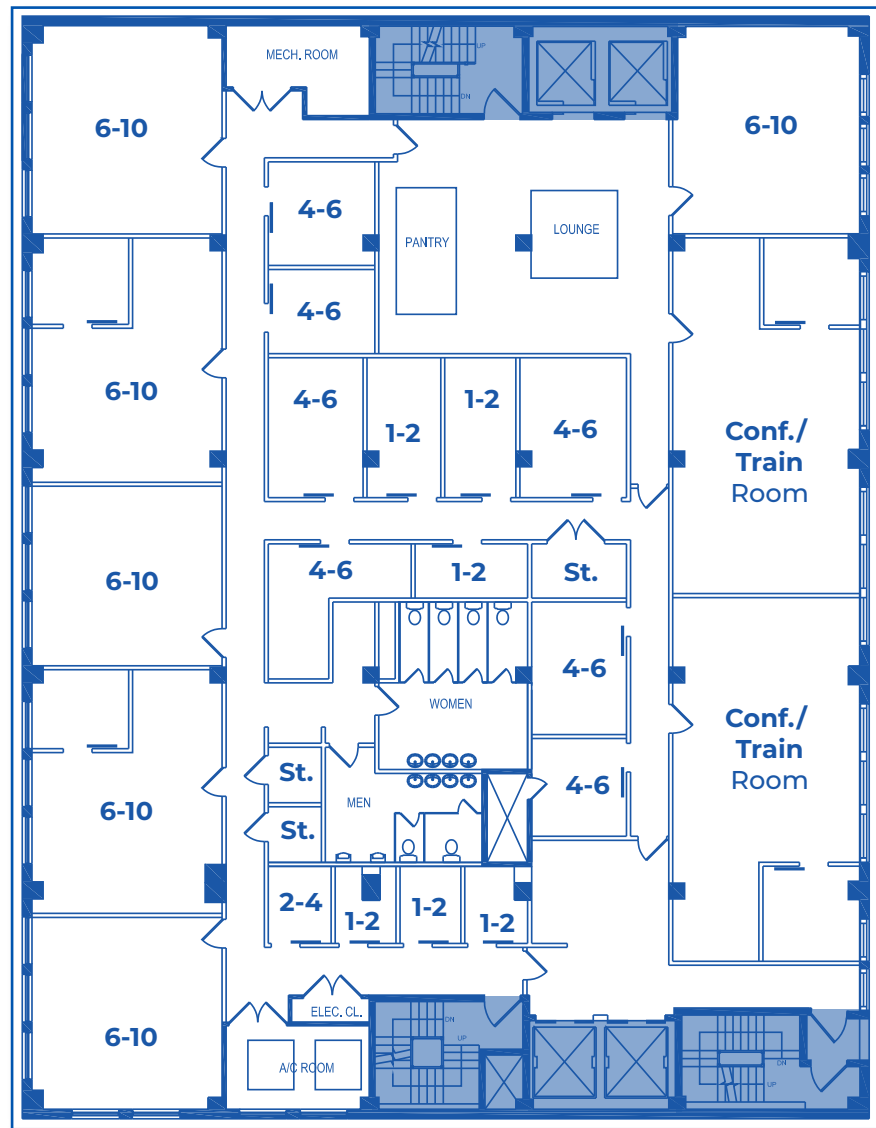 MECH. ROOM
UP
DN
6-10
6-10
4-6
PANTRY
LOUNGE
4-6
6-10
4-6
1-2
1-2
4-6
Conf./
Train
Room
6-10
4-6
1-2
St.
4-6
WOMEN
Conf./
Train
Room
St.
4-6
MEN
6-10
St.
2-4
1-2
1-2
1-2
ELEC. CL.
DN
UP
DN
UP
6-10
A/C ROOM